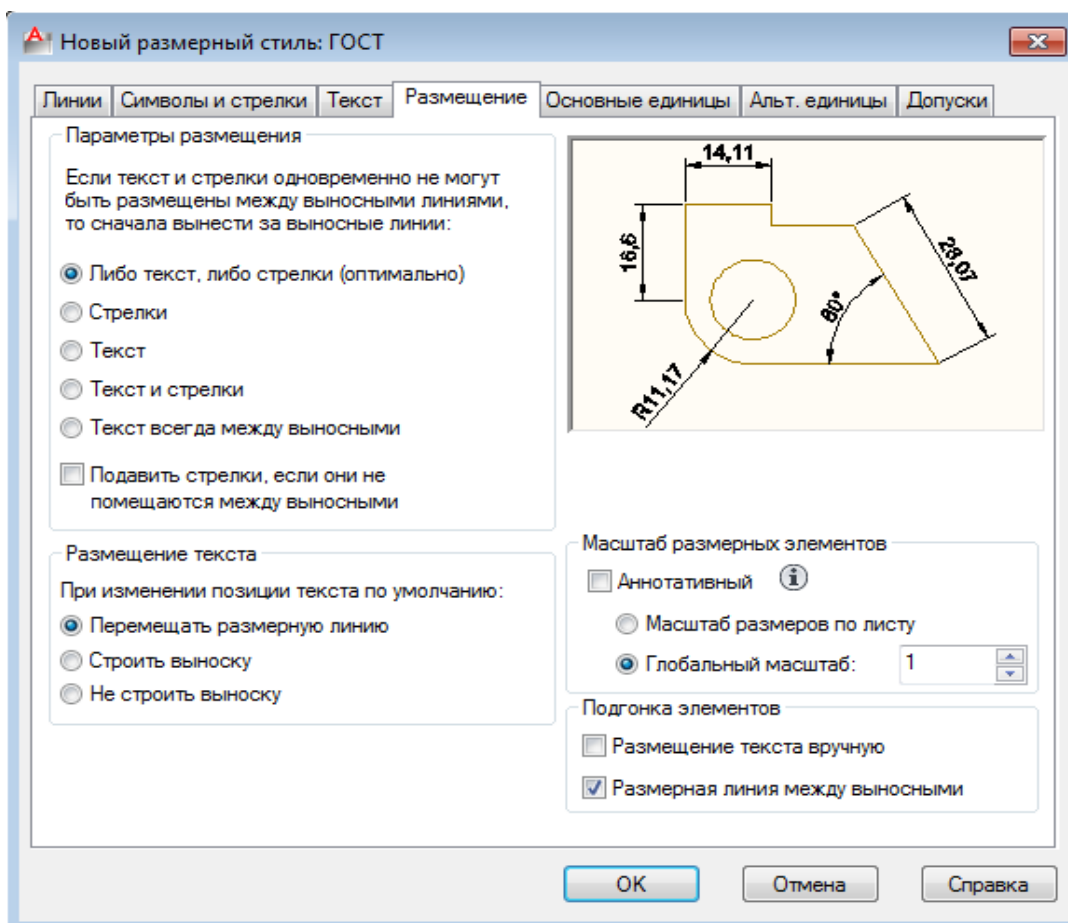 Новый размерный стиль: ГОСТ
Линии Символы и стрелки Текст Размещение Основные единицы Альт. единицы Допуски
Параметры размещения
Если текст и стрелки одновременно не могут
быть размещены между выносными линиями,
то сначала вынести за выносные линии:
Либо текст, либо стрелки (оптимально)
Стрелки
Текст
Текст и стрелки
Текст всегда между выносными
Подавить стрелки, если они не
помещаются между выносными
Размещение текста
При изменении позиции текста по умолчанию:
Перемещать размерную линию
Строить выноску
Не строить выноску
14,11
16,6
28,07
60°
R11,17
Масштаб размерных элементов
Аннотативный
Масштаб размеров по листу
Глобальный масштаб: 1
Подгонка элементов
Размещение текста вручную
Размерная линия между выносными
OK Отмена Справка